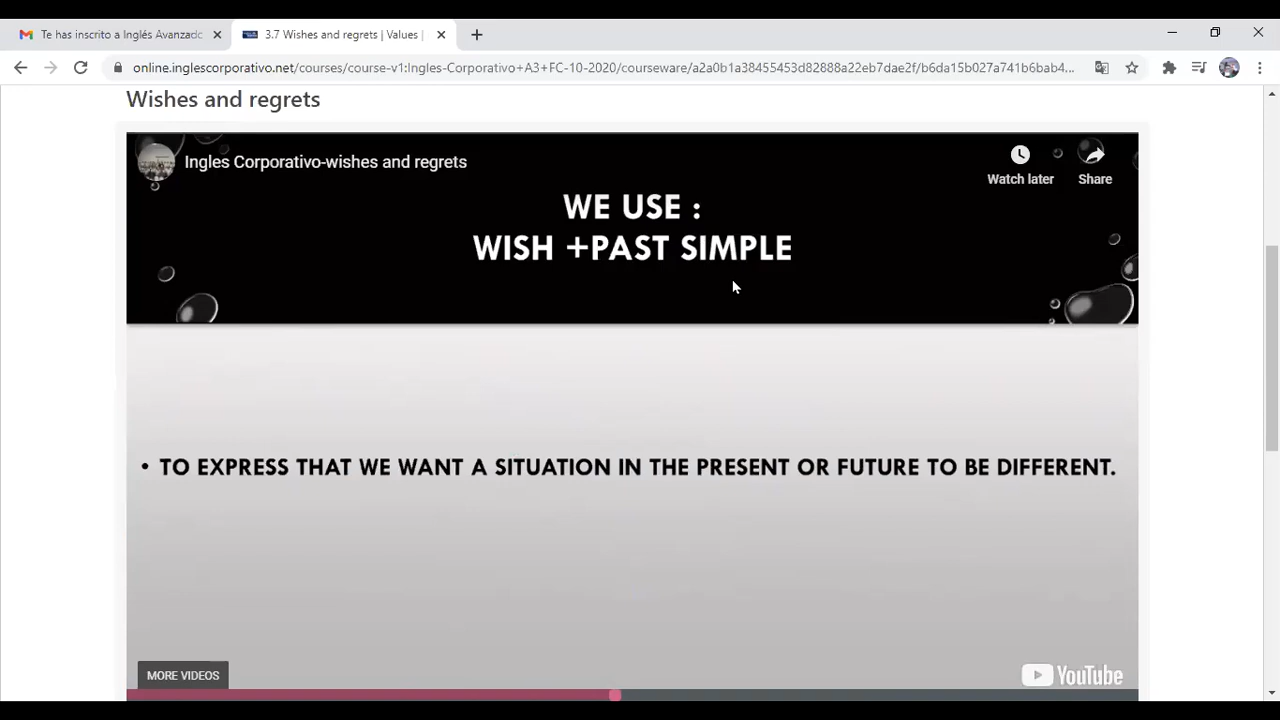 Te has inscrito a Inglés Avanzado
3.7 Wishes and regrets | Values |
online.inglescorporativo.net/courses/course-v1:Ingles-Corporativo+A3+FC-10-2020/courseware/a2a0b1a38455453d82888a22eb7dae2f/b6da15b027a741b6bab4...
Wishes and regrets
Ingles Corporativo-wishes and regrets
Watch later
Share
WE USE :
WISH +PAST SIMPLE
• TO EXPRESS THAT WE WANT A SITUATION IN THE PRESENT OR FUTURE TO BE DIFFERENT.
MORE VIDEOS
YouTube